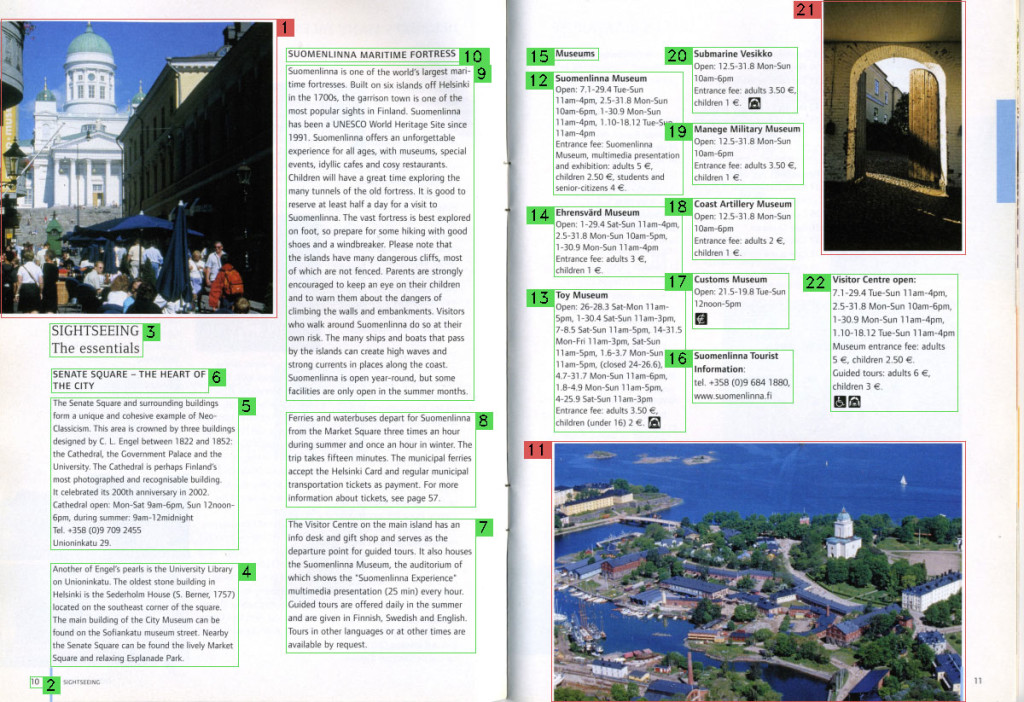 1
SIGHTSEEING 3
The essentials
SENATE SQUARE – THE HEART OF 6
THE CITY
The Senate Square and surrounding buildings 5
form a unique and cohesive example of Neo-
Classicism. This area is crowned by three buildings
designed by C. L. Engel between 1822 and 1852:
the Cathedral, the Government Palace and the
University. The Cathedral is perhaps Finland's
most photographed and recognisable building.
It celebrated its 200th anniversary in 2002.
Cathedral open: Mon-Sat 9am-6pm, Sun 12noon-
6pm, during summer: 9am-12midnight
Tel. +358 (0)9 709 2455
Unioninkatu 29.
Another of Engel's pearls is the University Library 4
on Unioninkatu. The oldest stone building in
Helsinki is the Sederholm House (S. Berner, 1757)
located on the southeast corner of the square.
The main building of the City Museum can be
found on the Sofiankatu museum street. Nearby
the Senate Square can be found the lively Market
Square and relaxing Esplanade Park.
10 2 SIGHTSEEING
SUOMENLINNA MARITIME FORTRESS 10
Suomenlinna is one of the world's largest mari- 9
time fortresses. Built on six islands off Helsinki
in the 1700s, the garrison town is one of the
most popular sights in Finland. Suomenlinna
has been a UNESCO World Heritage Site since
1991. Suomenlinna offers an unforgettable
experience for all ages, with museums, special
events, idyllic cafes and cosy restaurants.
Children will have a great time exploring the
many tunnels of the old fortress. It is good to
reserve at least half a day for a visit to
Suomenlinna. The vast fortress is best explored
on foot, so prepare for some hiking with good
shoes and a windbreaker. Please note that
the islands have many dangerous cliffs, most
of which are not fenced. Parents are strongly
encouraged to keep an eye on their children
and to warn them about the dangers of
climbing the walls and embankments. Visitors
who walk around Suomenlinna do so at their
own risk. The many ships and boats that pass
by the islands can create high waves and
strong currents in places along the coast.
Suomenlinna is open year-round, but some
facilities are only open in the summer months.
Ferries and waterbuses depart for Suomenlinna 8
from the Market Square three times an hour
during summer and once an hour in winter. The
trip takes fifteen minutes. The municipal ferries
accept the Helsinki Card and regular municipal
transportation tickets as payment. For more
information about tickets, see page 57.
The Visitor Centre on the main island has an 7
info desk and gift shop and serves as the
departure point for guided tours. It also houses
the Suomenlinna Museum, the auditorium of
which shows the "Suomenlinna Experience"
multimedia presentation (25 min) every hour.
Guided tours are offered daily in the summer
and are given in Finnish, Swedish and English.
Tours in other languages or at other times are
available by request.
15 Museums
12 Suomenlinna Museum
Open: 7.1-29.4 Tue-Sun
11am-4pm, 2.5-31.8 Mon-Sun
10am-6pm, 1-30.9 Mon-Sun
11am-4pm, 1.10-18.12 Tue-Sun
11am-4pm
Entrance fee: Suomenlinna
Museum, multimedia presentation
and exhibition: adults 5 €,
children 2.50 €, students and
senior-citizens 4 €.
14 Ehrensvärd Museum
Open: 1-29.4 Sat-Sun 11am-4pm,
2.5-31.8 Mon-Sun 10am-5pm,
1-30.9 Mon-Sun 11am-4pm
Entrance fee: adults 3 €,
children 1 €.
13 Toy Museum
Open: 26-28.3 Sat-Mon 11am-
5pm, 1-30.4 Sat-Sun 11am-3pm,
7-8.5 Sat-Sun 11am-5pm, 14-31.5
Mon-Fri 11am-3pm, Sat-Sun
11am-5pm, 1.6-3.7 Mon-Sun
11am-5pm, (closed 24-26.6),
4.7-31.7 Mon-Sun 11am-6pm,
1.8-4.9 Mon-Sun 11am-5pm,
4-25.9 Sat-Sun 11am-3pm
Entrance fee: adults 3.50 €,
children (under 16) 2 €.
20 Submarine Vesikko
Open: 12.5-31.8 Mon-Sun
10am-6pm
Entrance fee: adults 3.50 €,
children 1 €.
19 Manege Military Museum
Open: 12.5-31.8 Mon-Sun
10am-6pm
Entrance fee: adults 3.50 €,
children 1 €.
18 Coast Artillery Museum
Open: 12.5-31.8 Mon-Sun
10am-6pm
Entrance fee: adults 2 €,
children 1 €.
17 Customs Museum
Open: 21.5-19.8 Tue-Sun
12noon-5pm
16 Suomenlinna Tourist
Information:
tel. +358 (0)9 684 1880,
www.suomenlinna.fi
21
22 Visitor Centre open:
7.1-29.4 Tue-Sun 11am-4pm,
2.5-31.8 Mon-Sun 10am-6pm,
1-30.9 Mon-Sun 11am-4pm,
1.10-18.12 Tue-Sun 11am-4pm
Museum entrance fee: adults
5 €, children 2.50 €.
Guided tours: adults 6 €,
children 3 €.
11
11